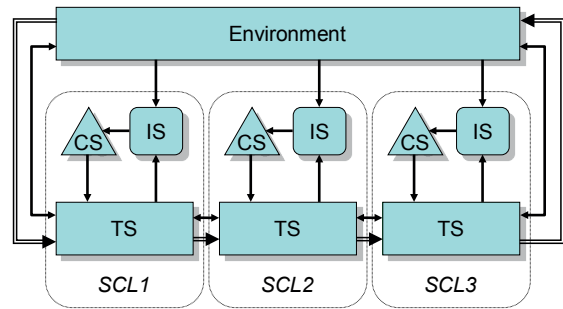 Environment
CS IS CS IS CS IS
TS TS TS
SCL1 SCL2 SCL3